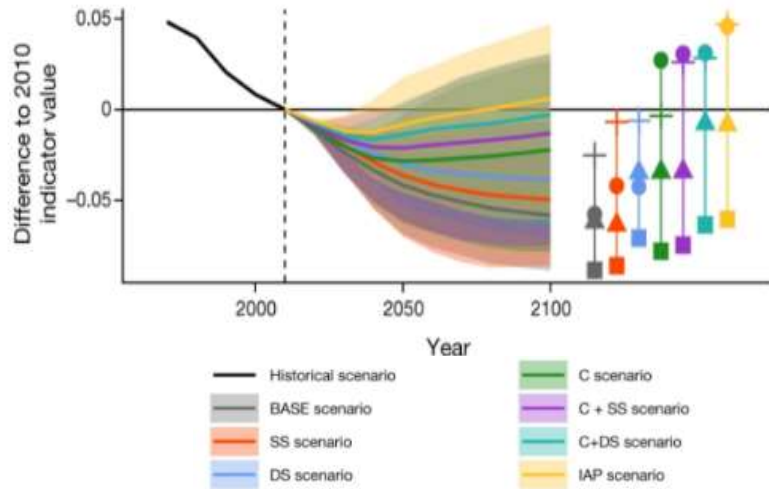 Difference to 2010
indicator value
0.05
0
−0.05
2000
2050
2100
Year
Historical scenario
C scenario
BASE scenario
C + SS scenario
SS scenario
C+DS scenario
DS scenario
IAP scenario